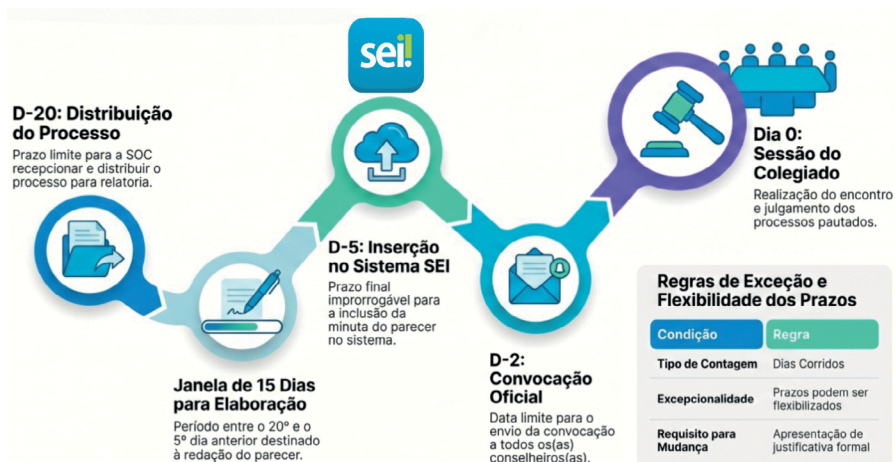 sei!
D-20: Distribuição
do Processo
Prazo limite para a SOC
recepcionar e distribuir o
processo para relatoria.
Janela de 15 Dias
para Elaboração
Período entre o 20º e o
5º dia anterior destinado
à redação do parecer.
D-5: Inserção
no Sistema SEI
Prazo final
improrrogável para
a inclusão da
minuta do parecer
no sistema.
D-2:
Convocação
Oficial
Data limite para o
envio da convocação
a todos os(as)
conselheiros(as).
Dia 0:
Sessão do
Colegiado
Realização do encontro
e julgamento dos
processos pautados.
Regras de Exceção e
Flexibilidade dos Prazos
Condição Regra
Tipo de Contagem Dias Corridos
Excepcionalidade Prazos podem ser
flexibilizados
Requisito para
Mudança Apresentação de
justificativa formal